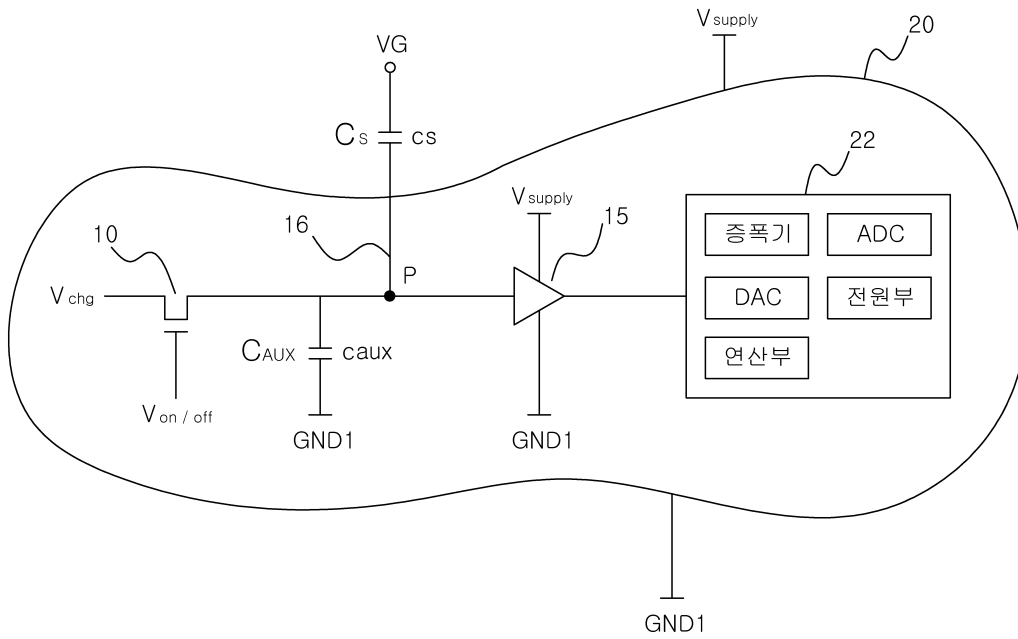 V supply
20
VG
Cs cs
22
V supply
16
15
10
P
증폭기 ADC
V chg
DAC 전원부
CAUX caux
연산부
V on / off
GND1 GND1
GND1